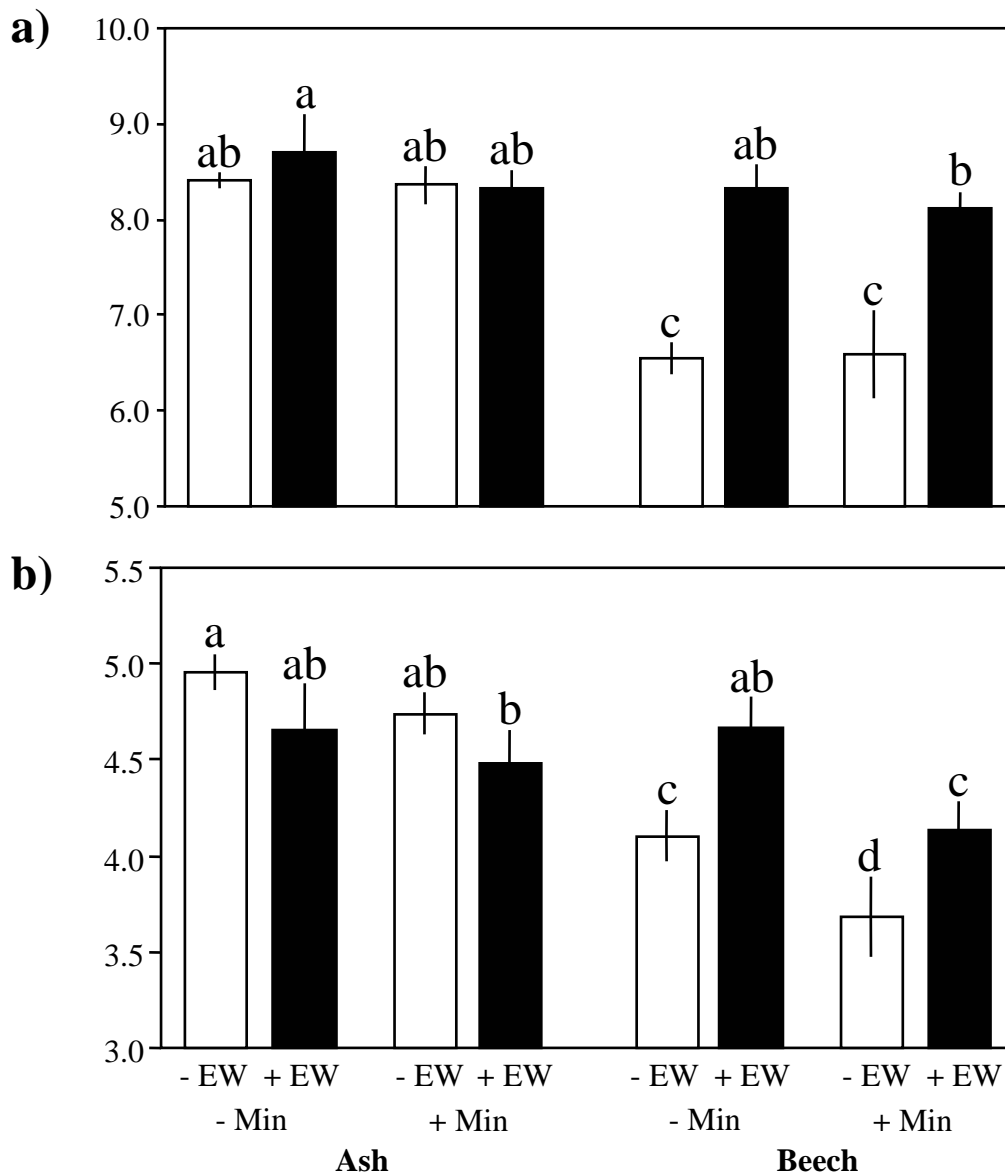 a)
10.0
9.0
8.0
7.0
6.0
5.0
ab a ab ab c ab c b
b)
5.5
5.0
4.5
4.0
3.5
3.0
a ab ab b c ab d c
- EW + EW - EW + EW - EW + EW - EW + EW
- Min + Min - Min + Min
Ash Beech